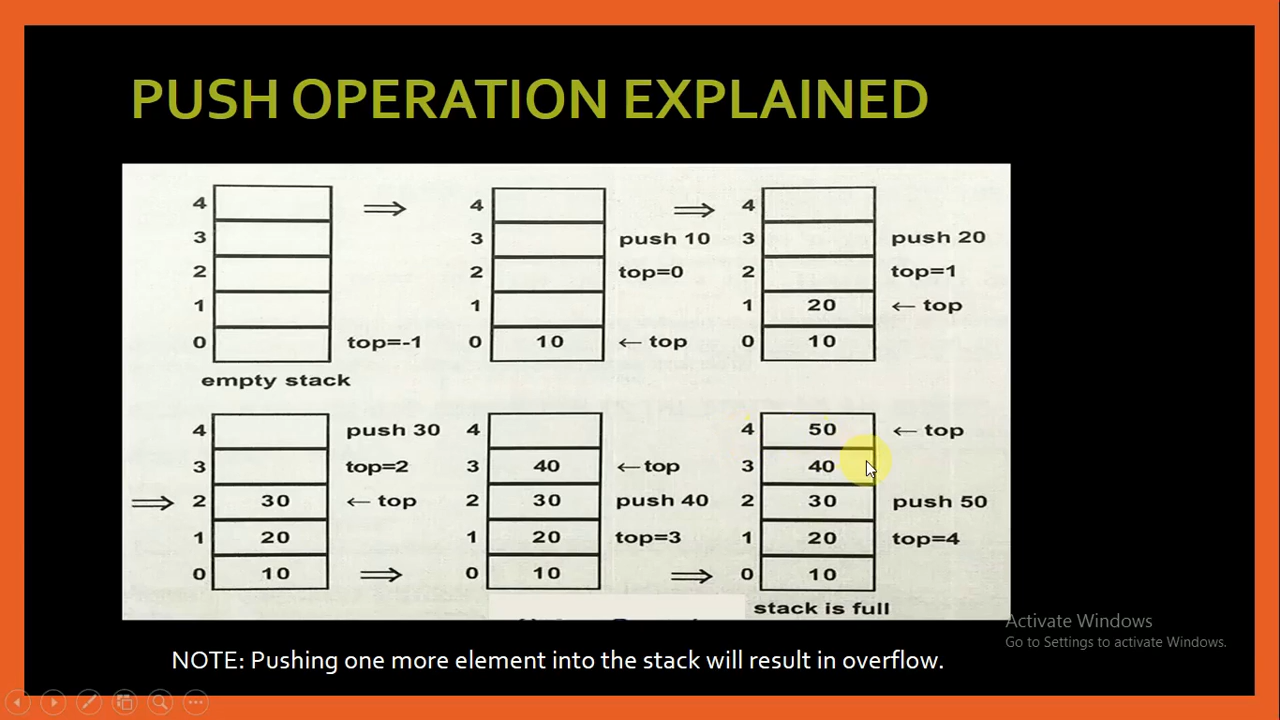 PUSH OPERATION EXPLAINED
4
3
2
1
0
top=-1
empty stack
⇒
4
3 push 10
2 top=0
1
0 10 ← top
⇒
4
3 push 20
2 top=1
1 20 ← top
0 10
4 push 30
3 top=2
⇒ 2 30 ← top
1 20
0 10
⇒
4
3 40 ← top
2 30 push 40
1 20 top=3
0 10
⇒
4 50 ← top
3 40
2 30 push 50
1 20 top=4
0 10
stack is full
NOTE: Pushing one more element into the stack will result in overflow.
Activate Windows
Go to Settings to activate Windows.